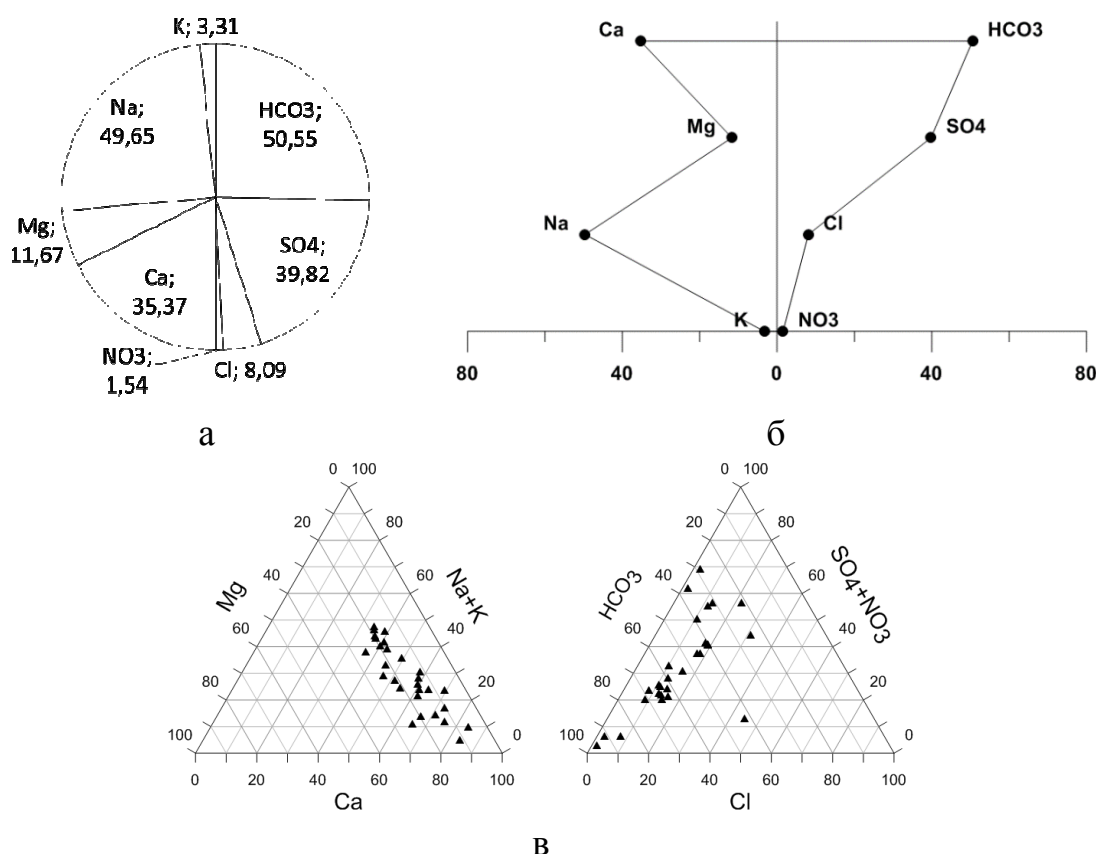 K; 3,31
HCO3;
50,55
Na;
49,65
Mg;
11,67
SO4;
39,82
Ca;
35,37
NO3;
1,54
Cl; 8,09
а
Ca
HCO3
Mg
SO4
Na
Cl
K
NO3
80 40 0 40 80
б
0 100
20 80
40 60
60 40
80 20
100 0
Mg
Na+K
0 20 40 60 80 100
Ca
0 100
20 80
40 60
60 40
80 20
100 0
HCO3
SO4+NO3
0 20 40 60 80 100
Cl
в